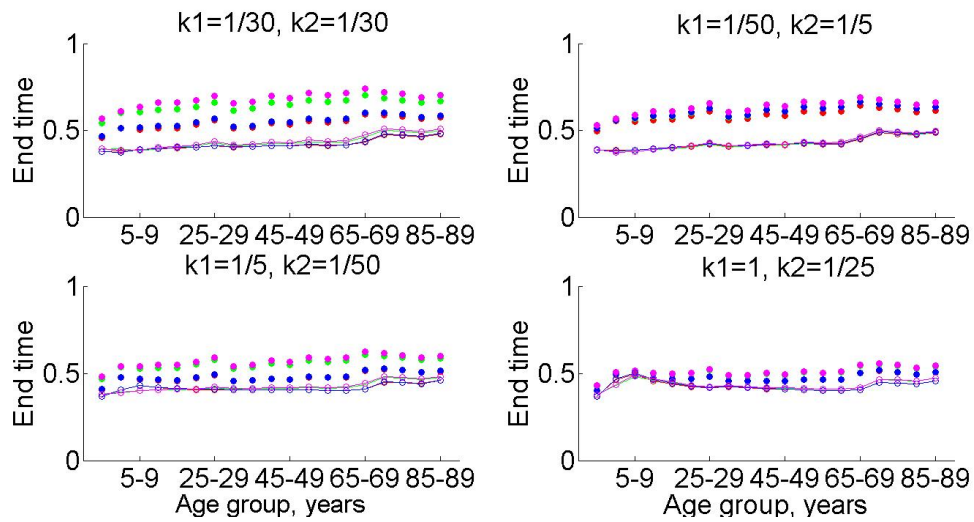 k1=1/30, k2=1/30
1
End time
0.5
0
5-9 25-29 45-49 65-69 85-89
k1=1/50, k2=1/5
1
End time
0.5
0
5-9 25-29 45-49 65-69 85-89
k1=1/5, k2=1/50
1
End time
0.5
0
5-9 25-29 45-49 65-69 85-89
Age group, years
k1=1, k2=1/25
1
End time
0.5
0
5-9 25-29 45-49 65-69 85-89
Age group, years